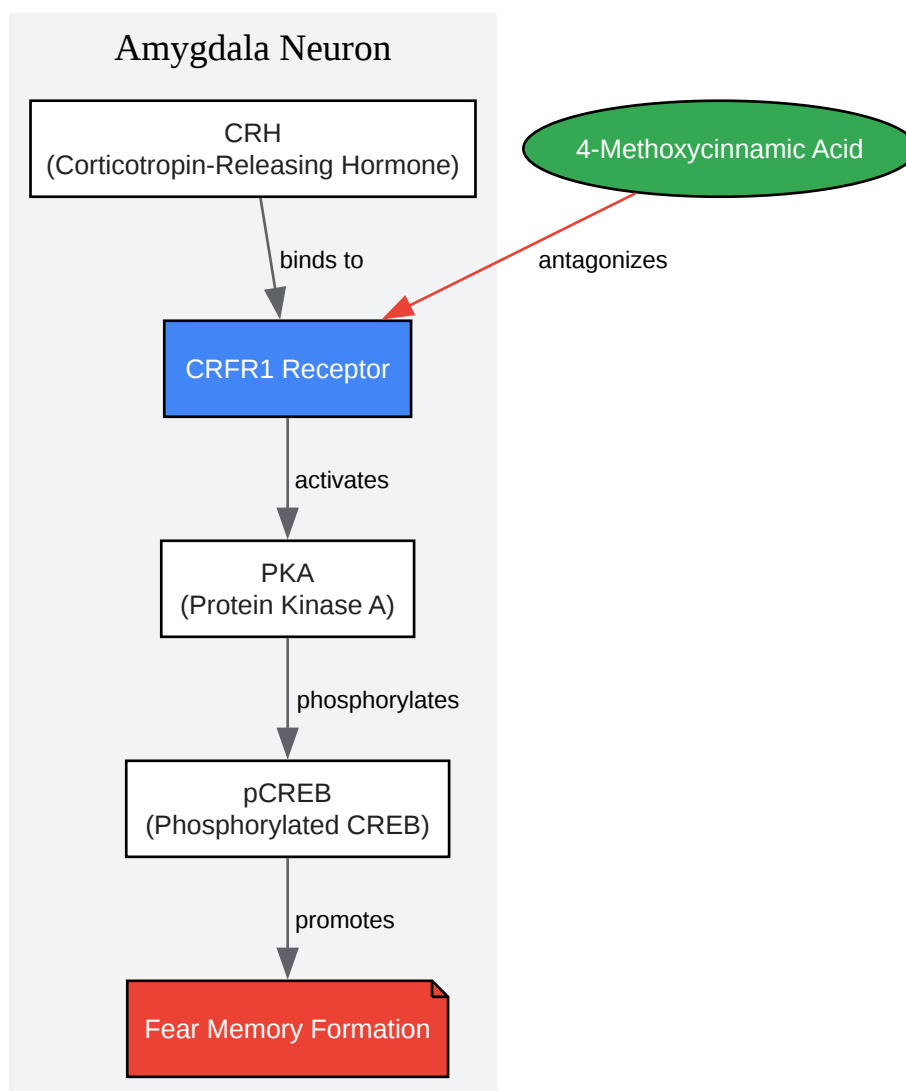 Amygdala Neuron
CRH
(Corticotropin-Releasing Hormone)
4-Methoxycinnamic Acid
binds to
antagonizes
CRFR1 Receptor
activates
PKA
(Protein Kinase A)
phosphorylates
pCREB
(Phosphorylated CREB)
promotes
Fear Memory Formation